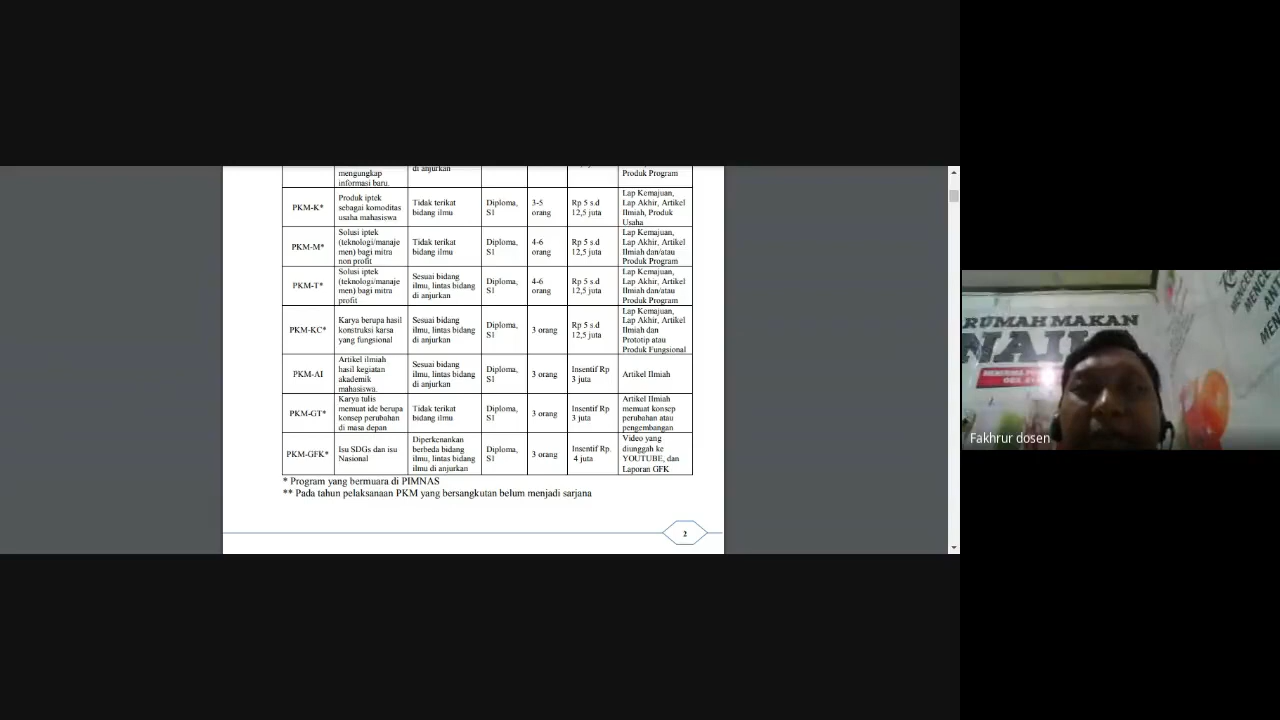 mengungkap
informasi baru.
di anjurkan
Produk Program
PKM-K*
Produk iptek
sebagai komoditas
usaha mahasiswa
Tidak terikat
bidang ilmu
Diploma,
S1
3-5
orang
Rp 5 s.d
12,5 juta
Lap Kemajuan,
Lap Akhir, Artikel
Ilmiah, Produk
Usaha
PKM-M*
Solusi iptek
(teknologi/manaje
men) bagi mitra
non profit
Tidak terikat
bidang ilmu
Diploma,
S1
4-6
orang
Rp 5 s.d
12,5 juta
Lap Kemajuan,
Lap Akhir, Artikel
Ilmiah dan/atau
Produk Program
PKM-T*
Solusi iptek
(teknologi/manaje
men) bagi mitra
profit
Sesuai bidang
ilmu, lintas bidang
di anjurkan
Diploma,
S1
4-6
orang
Rp 5 s.d
12,5 juta
Lap Kemajuan,
Lap Akhir, Artikel
Ilmiah dan/atau
Produk Program
PKM-KC*
Karya berupa hasil
konstruksi karsa
yang fungsional
Sesuai bidang
ilmu, lintas bidang
di anjurkan
Diploma,
S1
3 orang
Rp 5 s.d
12,5 juta
Lap Kemajuan,
Lap Akhir, Artikel
Ilmiah dan
Prototip atau
Produk Fungsional
PKM-AI
Artikel ilmiah
hasil kegiatan
akademik
mahasiswa.
Sesuai bidang
ilmu, lintas bidang
di anjurkan
Diploma,
S1
3 orang
Insentif Rp
3 juta
Artikel Ilmiah
PKM-GT*
Karya tulis
memuat ide berupa
konsep perubahan
di masa depan
Tidak terikat
bidang ilmu
Diploma,
S1
3 orang
Insentif Rp
3 juta
Artikel Ilmiah
memuat konsep
perubahan atau
pengembangan
PKM-GFK*
Isu SDGs dan isu
Nasional
Diperkenankan
berbeda bidang
ilmu, lintas bidang
ilmu di anjurkan
Diploma,
S1
3 orang
Insentif Rp.
4 juta
Video yang
diunggah ke
YOUTUBE, dan
Laporan GFK
* Program yang bermuara di PIMNAS
** Pada tahun pelaksanaan PKM yang bersangkutan belum menjadi sarjana
2
RUMAH MAKAN
NAIL
Fakhrur dosen